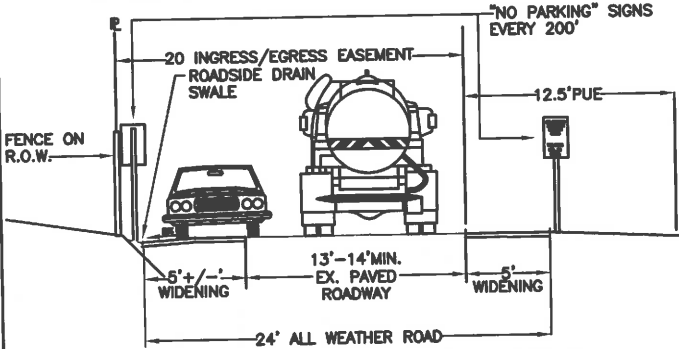 "NO PARKING" SIGNS
EVERY 200'
℄
20 INGRESS/EGRESS EASEMENT
ROADSIDE DRAIN
SWALE
12.5'PUE
FENCE ON
R.O.W.
5'+/-'
WIDENING
13'-14'MIN.
EX. PAVED
ROADWAY
5'
WIDENING
24' ALL WEATHER ROAD